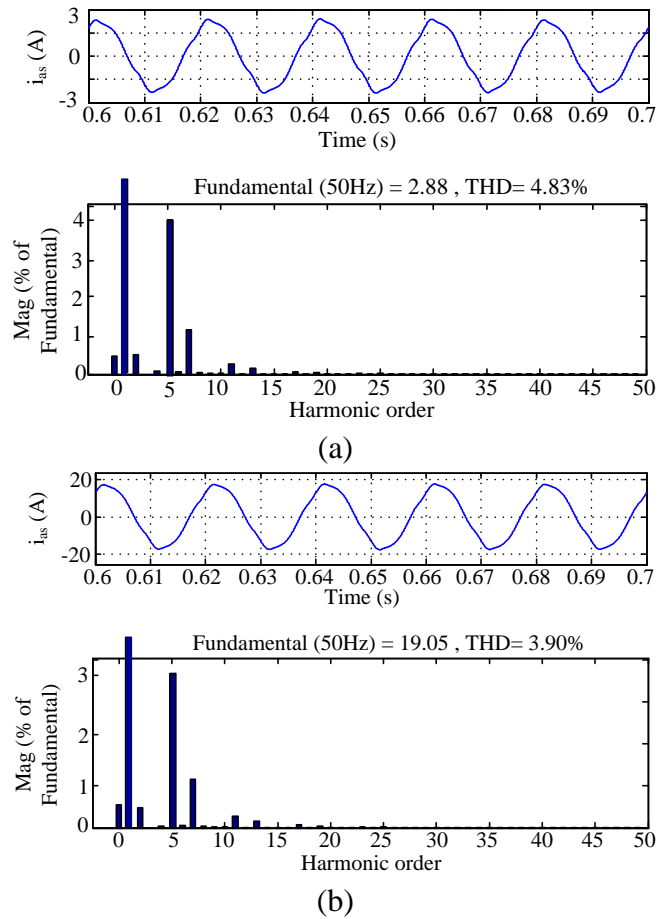 3
0
-3
i_as (A)
0.6 0.61 0.62 0.63 0.64 0.65 0.66 0.67 0.68 0.69 0.7
Time (s)
Fundamental (50Hz) = 2.88 , THD= 4.83%
4
3
2
1
0
Mag (% of
Fundamental)
0 5 10 15 20 25 30 35 40 45 50
Harmonic order
(a)
20
0
-20
i_as (A)
0.6 0.61 0.62 0.63 0.64 0.65 0.66 0.67 0.68 0.69 0.7
Time (s)
Fundamental (50Hz) = 19.05 , THD= 3.90%
3
2
1
0
Mag (% of
Fundamental)
0 5 10 15 20 25 30 35 40 45 50
Harmonic order
(b)